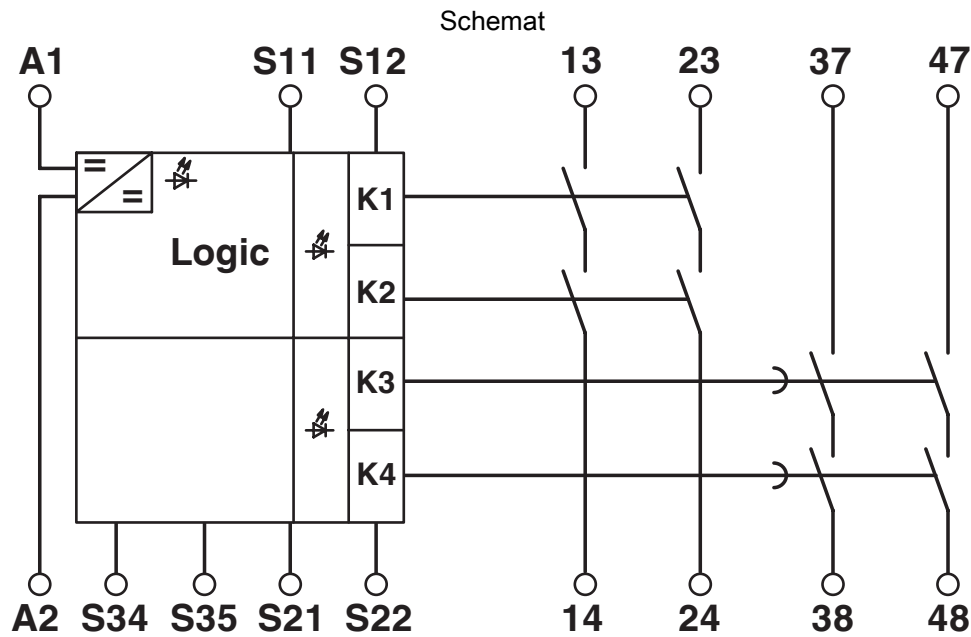 Schemat
A1 S11 S12 13 23 37 47
K1
Logic
K2
K3
K4
A2 S34 S35 S21 S22 14 24 38 48